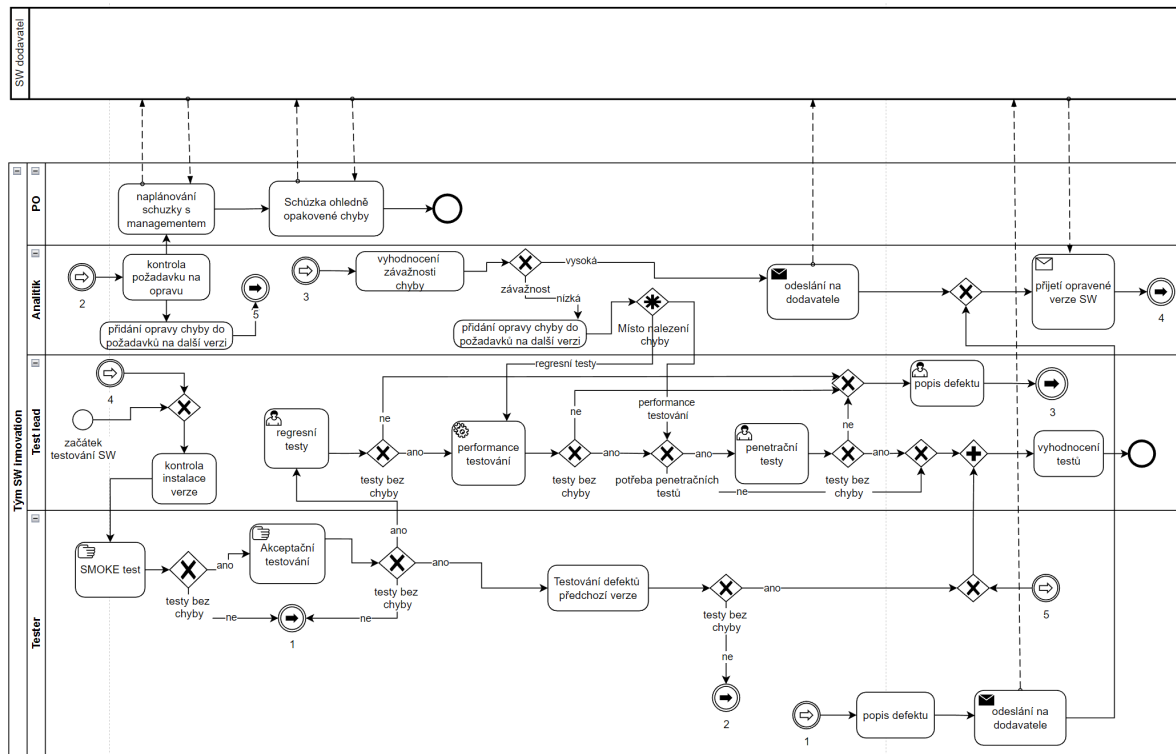 SW dodavatel
Tým SW innovation
PO
naplánování
schuzky s
managementem
Schůzka ohledně
opakovené chyby
Analitik
2
kontrola
požadavku na
opravu
5
přidání opravy chyby do
požadavků na další verzi
3
vyhodnocení
závažnosti
chyby
závažnost
vysoká
nízká
přidání opravy chyby do
požadavků na další verzi
Místo nalezení
chyby
odeslání na
dodavatele
přijetí opravené
verze SW
4
Test lead
4
začátek
testování SW
kontrola
instalace
verze
regresní
testy
ne
testy bez
chyby
ano
regresní testy
performance
testování
ne
testy bez
chyby
ano
performance
testování
potřeba penetračních
testů
ano
ne
penetrační
testy
ne
testy bez
chyby
ano
popis defektu
3
vyhodnocení
testů
Tester
SMOKE test
testy bez
chyby
ano
ne
Akceptační
testování
1
ano
testy bez
chyby
ne
ano
Testování defektů
předchozí verze
testy bez
chyby
ano
ne
2
5
1
popis defektu
odeslání na
dodavatele